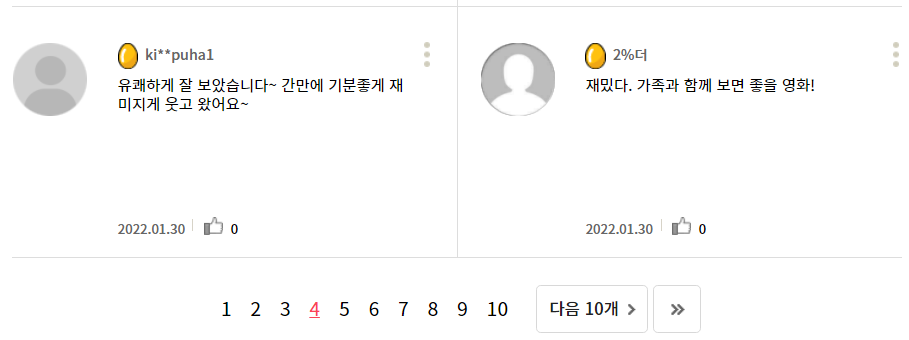 ki**puha1
유쾌하게 잘 보았습니다~ 간만에 기분좋게 재
미지게 웃고 왔어요~
2022.01.30 0
2%더
재밌다. 가족과 함께 보면 좋을 영화!
2022.01.30 0
1 2 3 4 5 6 7 8 9 10 다음 10개